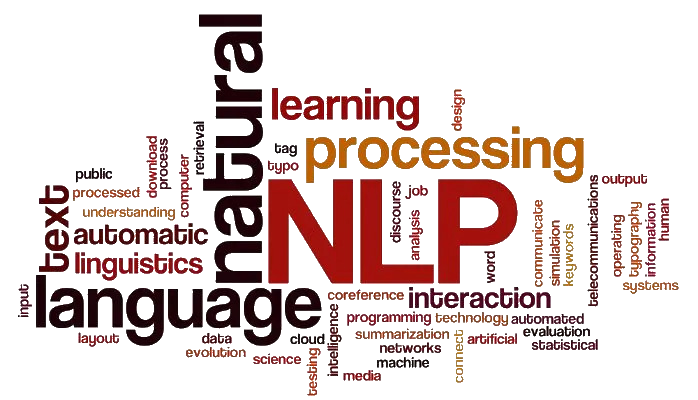 natural
learning
design
processing
retrieval
tag
typo
download
process
computer
public
processed
understanding
text
automatic
linguistics
NLP
discourse
job
analysis
word
communicate
simulation
keywords
telecommunications
output
operating
typography
information
human
systems
input
language
coreference
interaction
layout
data
evolution
cloud
science
testing
intelligence
programming
technology
automated
summarization
connect
artificial
evaluation
statistical
networks
machine
media